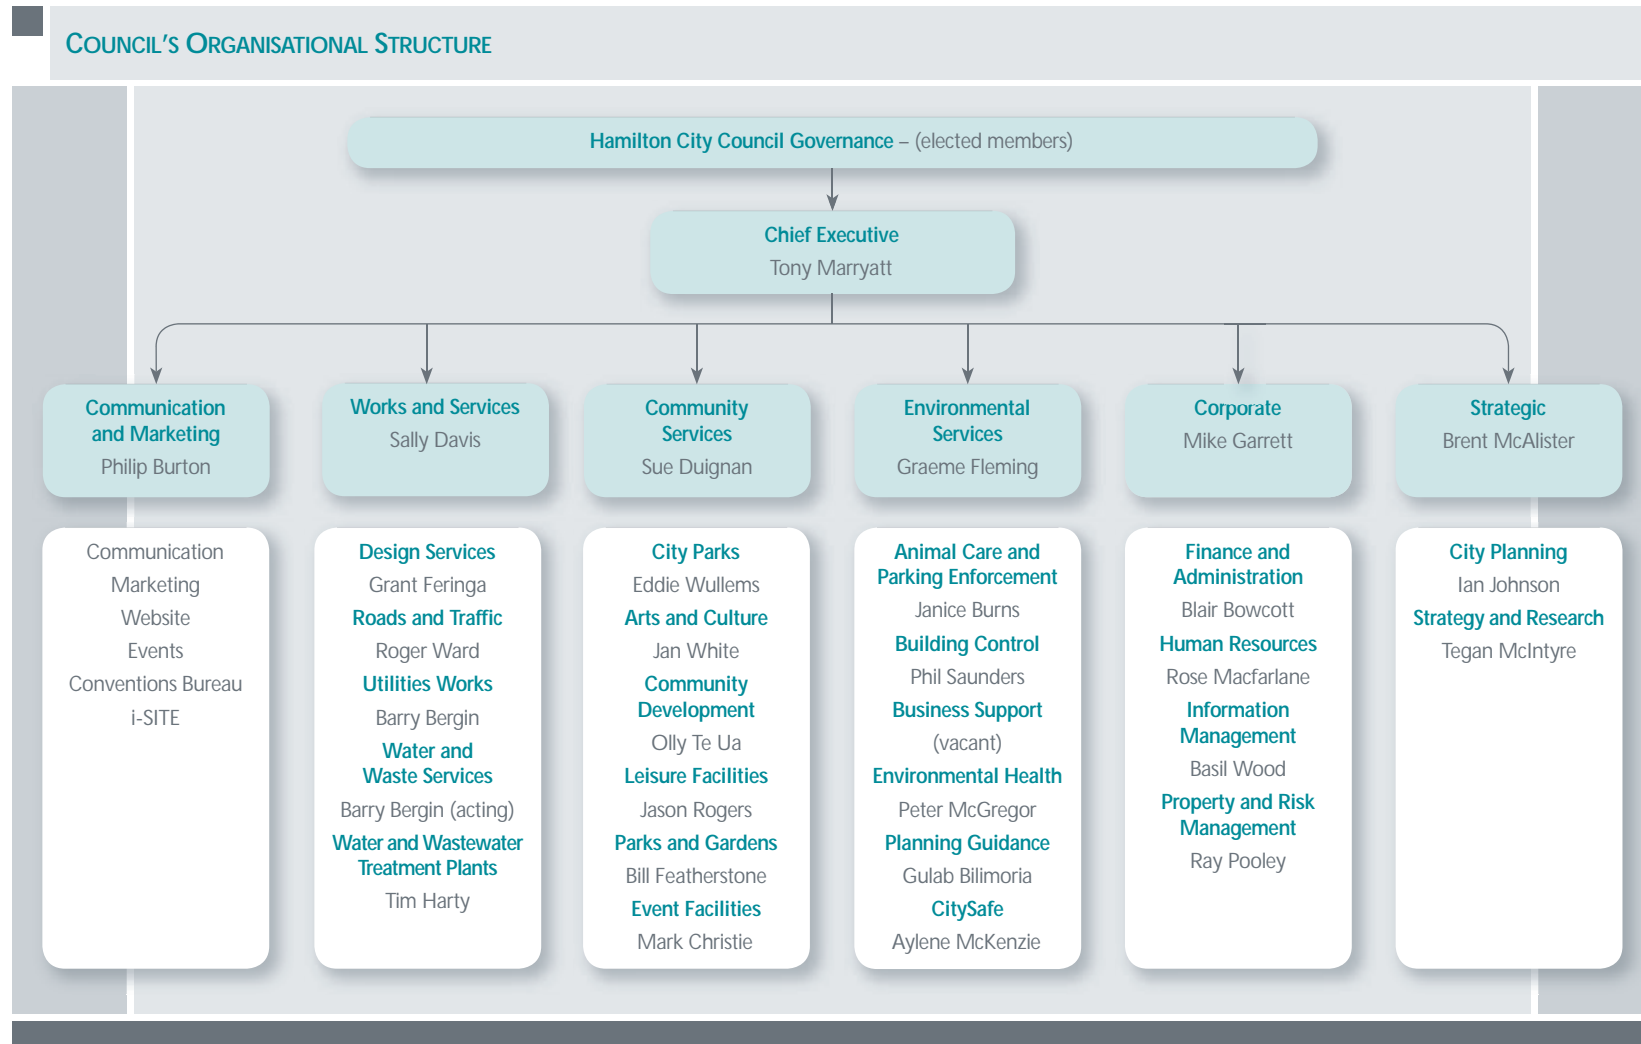 COUNCIL'S ORGANISATIONAL STRUCTURE
Hamilton City Council Governance – (elected members)
Chief Executive
Tony Marryatt
Communication
and Marketing
Philip Burton
Works and Services
Sally Davis
Community
Services
Sue Duignan
Environmental
Services
Graeme Fleming
Corporate
Mike Garrett
Strategic
Brent McAlister
Communication
Marketing
Website
Events
Conventions Bureau
i-SITE
Design Services
Grant Feringa
Roads and Traffic
Roger Ward
Utilities Works
Barry Bergin
Water and
Waste Services
Barry Bergin (acting)
Water and Wastewater
Treatment Plants
Tim Harty
City Parks
Eddie Wullems
Arts and Culture
Jan White
Community
Development
Olly Te Ua
Leisure Facilities
Jason Rogers
Parks and Gardens
Bill Featherstone
Event Facilities
Mark Christie
Animal Care and
Parking Enforcement
Janice Burns
Building Control
Phil Saunders
Business Support
(vacant)
Environmental Health
Peter McGregor
Planning Guidance
Gulab Bilimoria
CitySafe
Aylene McKenzie
Finance and
Administration
Blair Bowcott
Human Resources
Rose Macfarlane
Information
Management
Basil Wood
Property and Risk
Management
Ray Pooley
City Planning
Ian Johnson
Strategy and Research
Tegan McIntyre